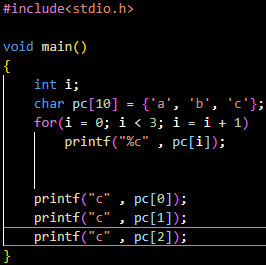 #include<stdio.h>
void main()
{
int i;
char pc[10] = {'a', 'b', 'c'};
for(i = 0; i < 3; i = i + 1)
printf("%c" , pc[i]);
printf("c" , pc[0]);
printf("c" , pc[1]);
printf("c" , pc[2]);
}